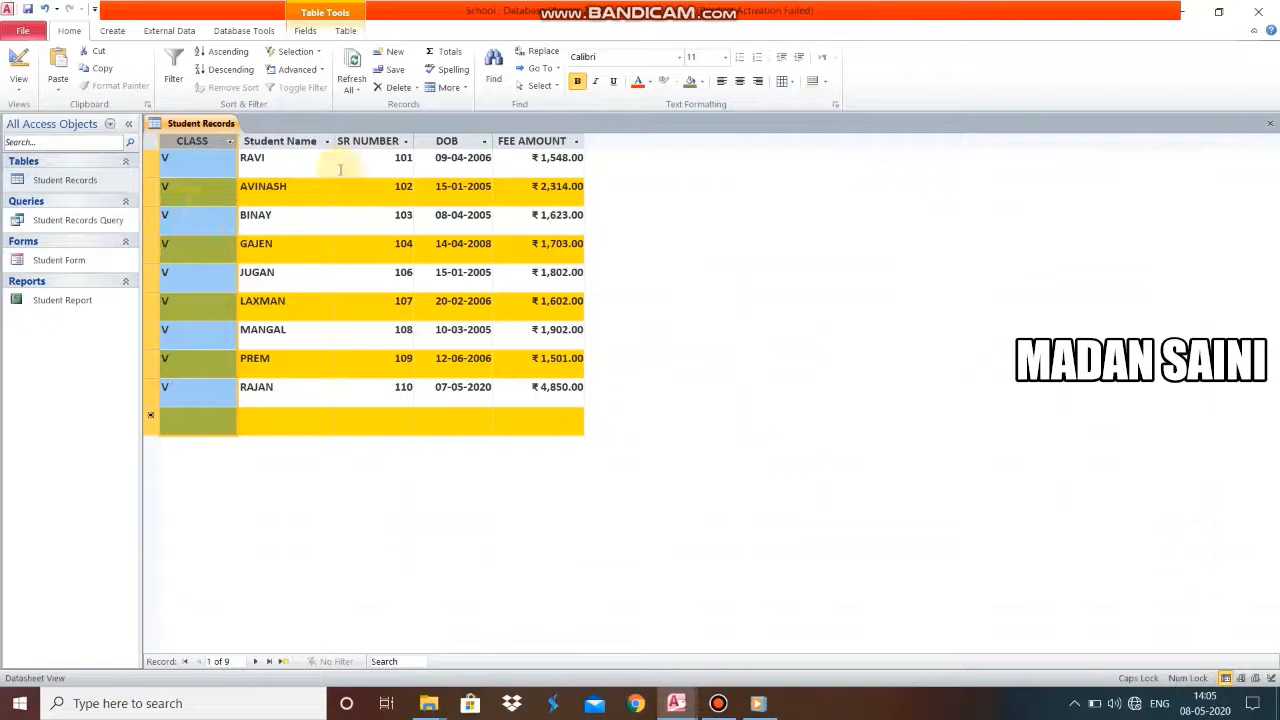 School : Database
www.BANDICAM.com
Activation Failed)
Table Tools
File Home Create External Data Database Tools Fields Table
View
Views
Paste
Cut
Copy
Format Painter
Clipboard
Filter
Ascending
Descending
Remove Sort
Selection
Advanced
Toggle Filter
Sort & Filter
Refresh
All
New
Save
Delete
Totals
Spelling
More
Records
Find
Replace
Go To
Select
Find
Calibri 11
B I U
Text Formatting
All Access Objects
Search...
Tables
Student Records
Queries
Student Records Query
Forms
Student Form
Reports
Student Report
Student Records
CLASS Student Name SR NUMBER DOB FEE AMOUNT
V RAVI 101 09-04-2006 ₹ 1,548.00
V AVINASH 102 15-01-2005 ₹ 2,314.00
V BINAY 103 08-04-2005 ₹ 1,623.00
V GAJEN 104 14-04-2008 ₹ 1,703.00
V JUGAN 106 15-01-2005 ₹ 1,802.00
V LAXMAN 107 20-02-2006 ₹ 1,602.00
V MANGAL 108 10-03-2005 ₹ 1,902.00
V PREM 109 12-06-2006 ₹ 1,501.00
V RAJAN 110 07-05-2020 ₹ 4,850.00
MADAN SAINI
Record: 1 of 9 No Filter Search
Datasheet View Caps Lock Num Lock
Type here to search
ENG
14:05
08-05-2020